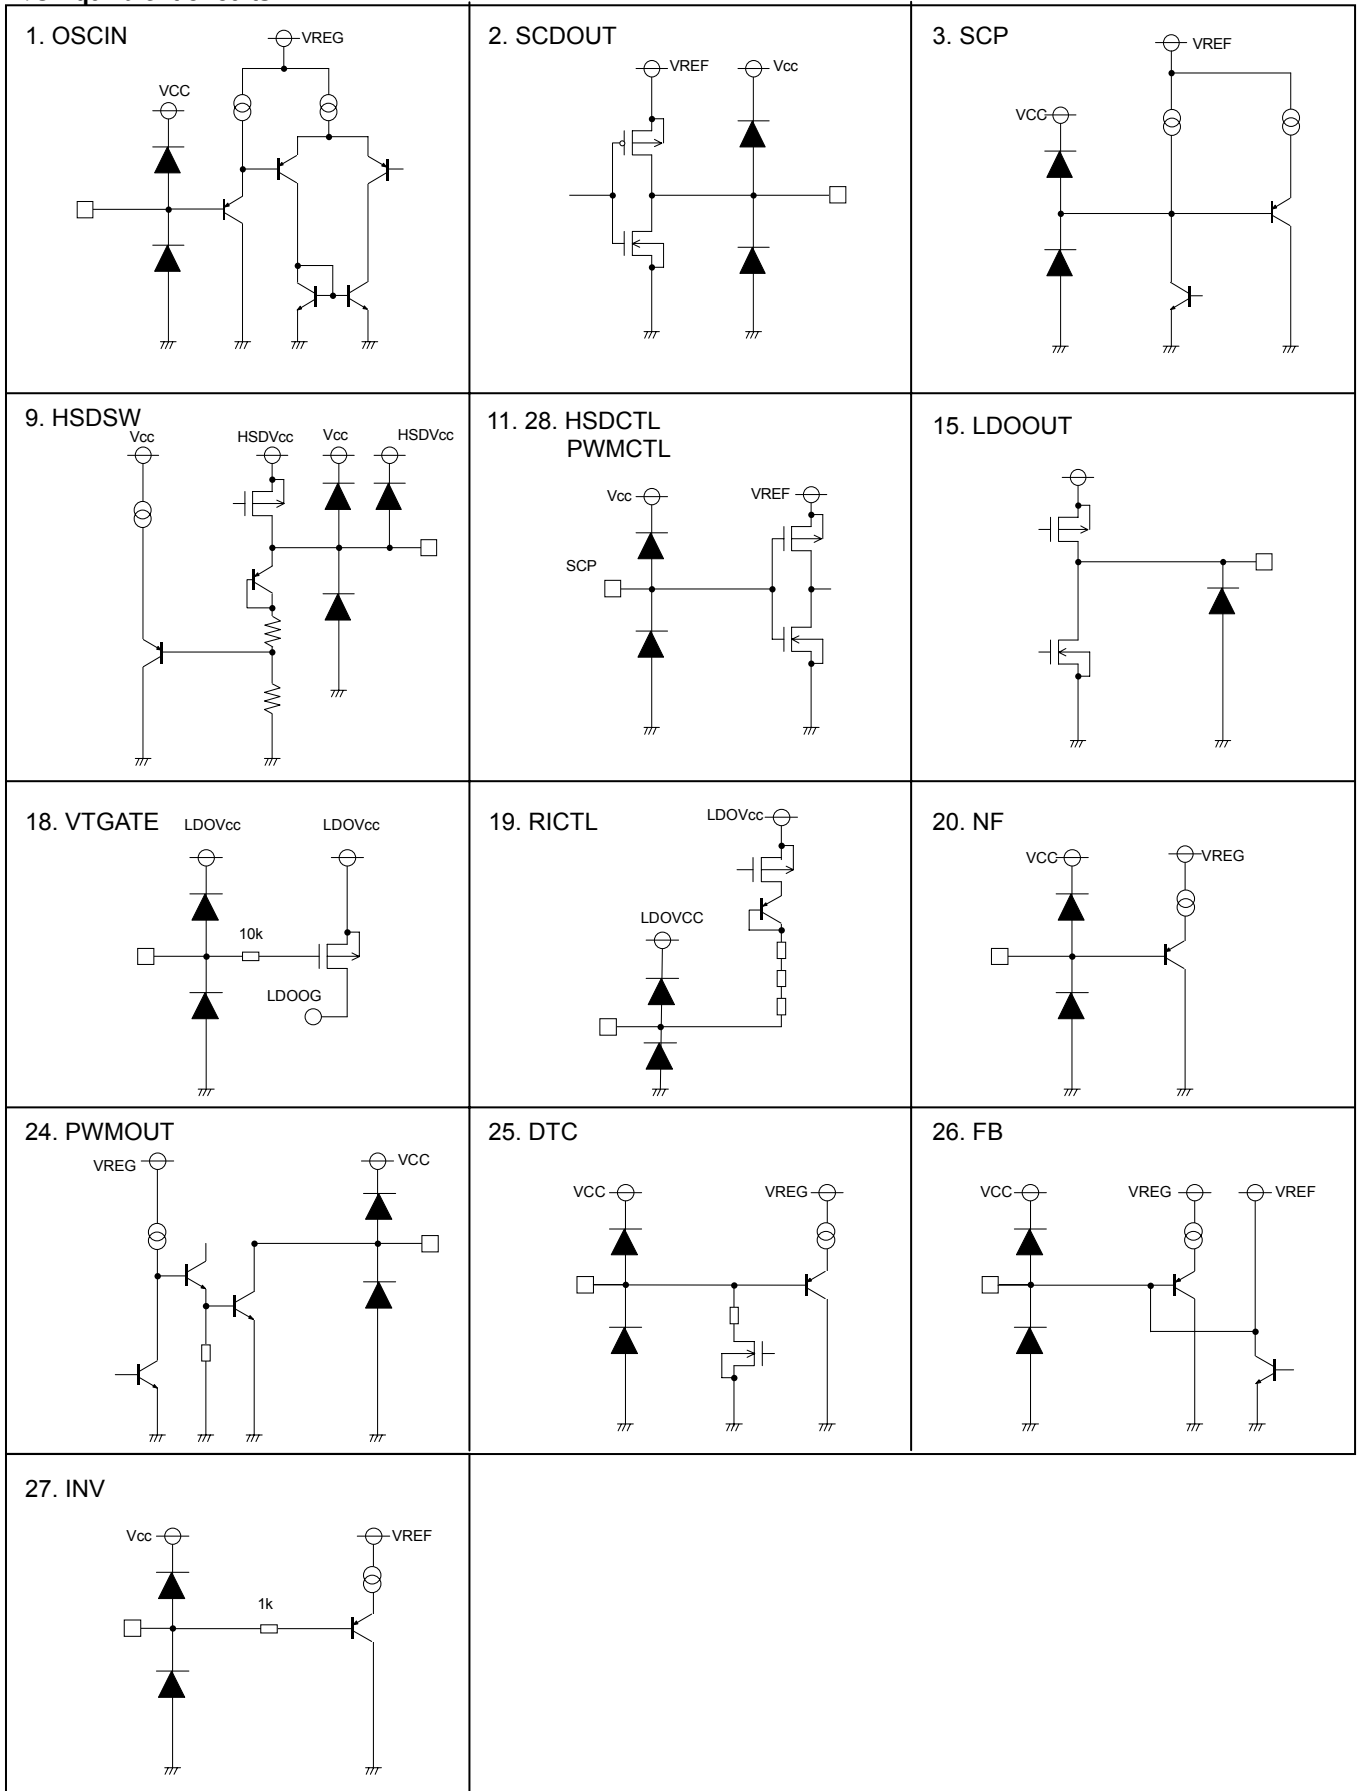 1. OSCIN
VREG
VCC
2. SCDOUT
VREF
Vcc
3. SCP
VREF
VCC
9. HSDSW
Vcc
HSDVcc
Vcc
HSDVcc
11. 28. HSDCTL
PWMCTL
Vcc
VREF
SCP
15. LDOOUT
18. VTGATE
LDOVcc
LDOVcc
10k
LDOOG
19. RICTL
LDOVcc
LDOVCC
20. NF
VCC
VREG
24. PWMOUT
VREG
VCC
25. DTC
VCC
VREG
26. FB
VCC
VREG
VREF
27. INV
Vcc
VREF
1k